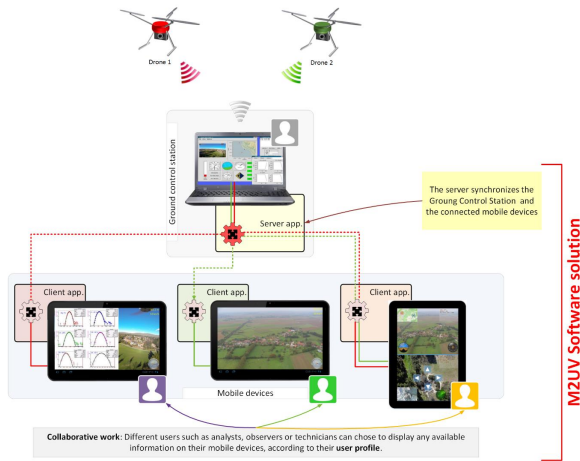 Drone 1
Drone 2
Ground control station
Server app.
The server synchronizes the
Groung Control Station and
the connected mobile devices
Client app.
Client app.
Client app.
Mobile devices
M2UV Software solution
Collaborative work: Different users such as analysts, observers or technicians can chose to display any available
information on their mobile devices, according to their user profile.